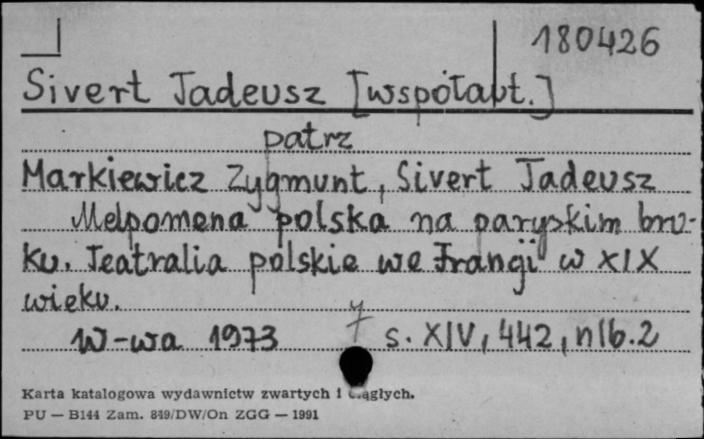 180426
Sivert Tadeusz [współaut.]
patrz
Markiewicz Zygmunt, Sivert Tadeusz
Melpomena polska na paryskim bru-
ku. Teatralia polskie we Francji w XIX
wieku.
W-wa 1973 s. XIV, 442, nlb. 2
Karta katalogowa wydawnictw zwartych i ciągłych.
PU — B144 Zam. 849/DW/On ZGG — 1991